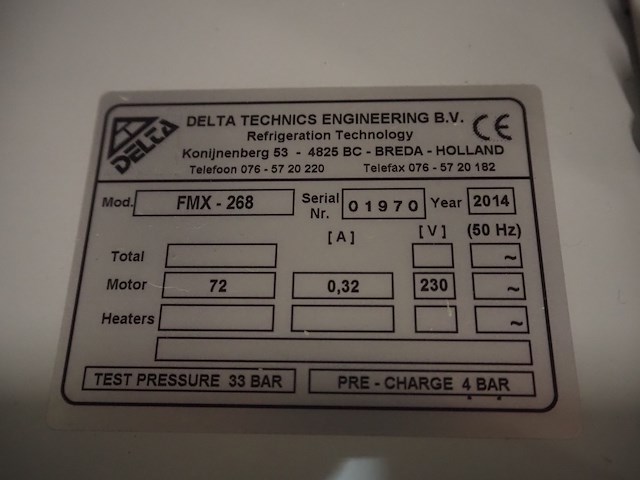 DELTA
DELTA TECHNICS ENGINEERING B.V.
Refrigeration Technology
Konijnenberg 53 - 4825 BC - BREDA - HOLLAND
Telefoon 076 - 57 20 220 Telefax 076 - 57 20 182
CE
Mod. FMX - 268 Serial Nr. 01970 Year 2014
[ A ] [ V ] (50 Hz)
Total ~
Motor 72 0,32 230 ~
Heaters ~
TEST PRESSURE 33 BAR PRE - CHARGE 4 BAR